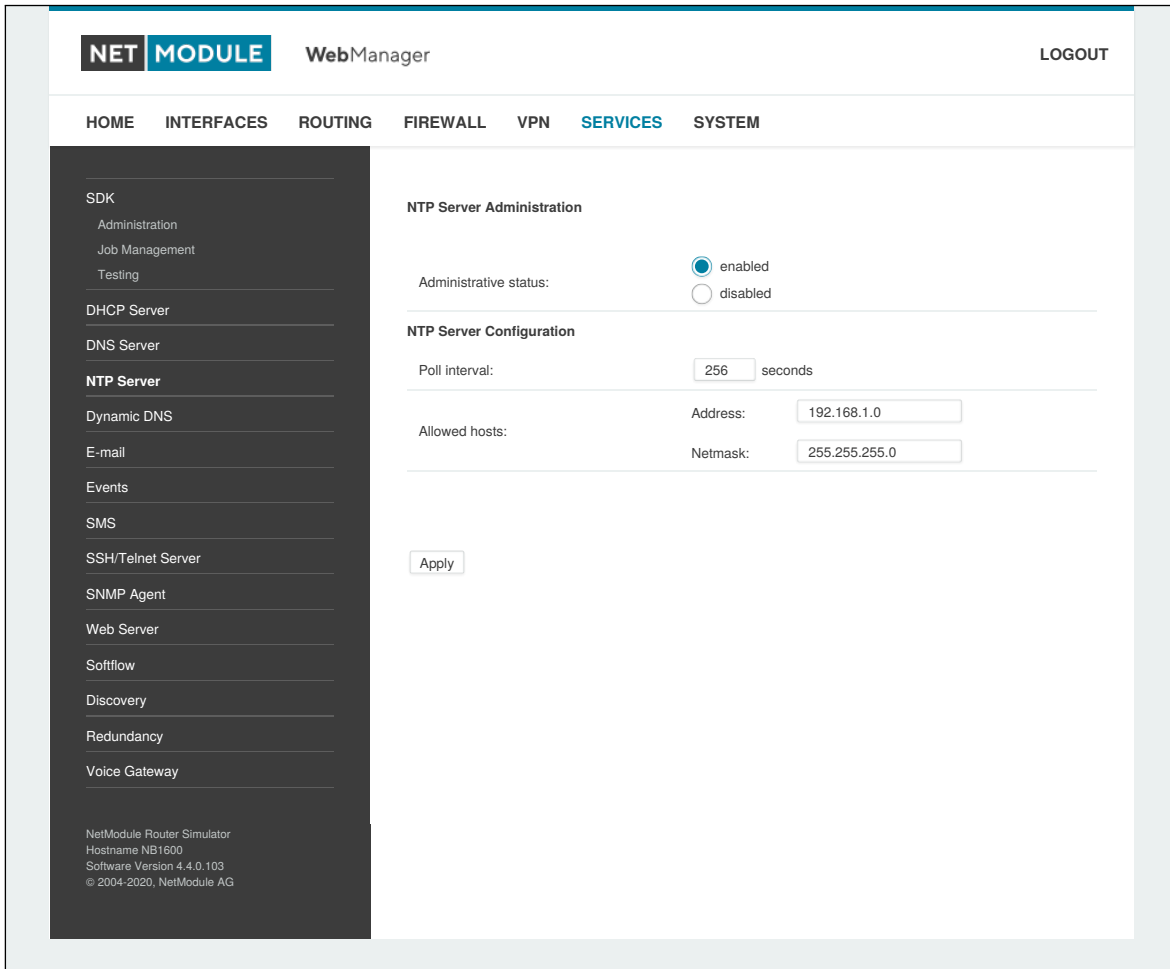 NET MODULE WebManager LOGOUT
HOME INTERFACES ROUTING FIREWALL VPN SERVICES SYSTEM
SDK
Administration
Job Management
Testing
DHCP Server
DNS Server
NTP Server
Dynamic DNS
E-mail
Events
SMS
SSH/Telnet Server
SNMP Agent
Web Server
Softflow
Discovery
Redundancy
Voice Gateway
NetModule Router Simulator
Hostname NB1600
Software Version 4.4.0.103
© 2004-2020, NetModule AG
NTP Server Administration
Administrative status:
enabled
disabled
NTP Server Configuration
Poll interval: 256 seconds
Allowed hosts:
Address: 192.168.1.0
Netmask: 255.255.255.0
Apply